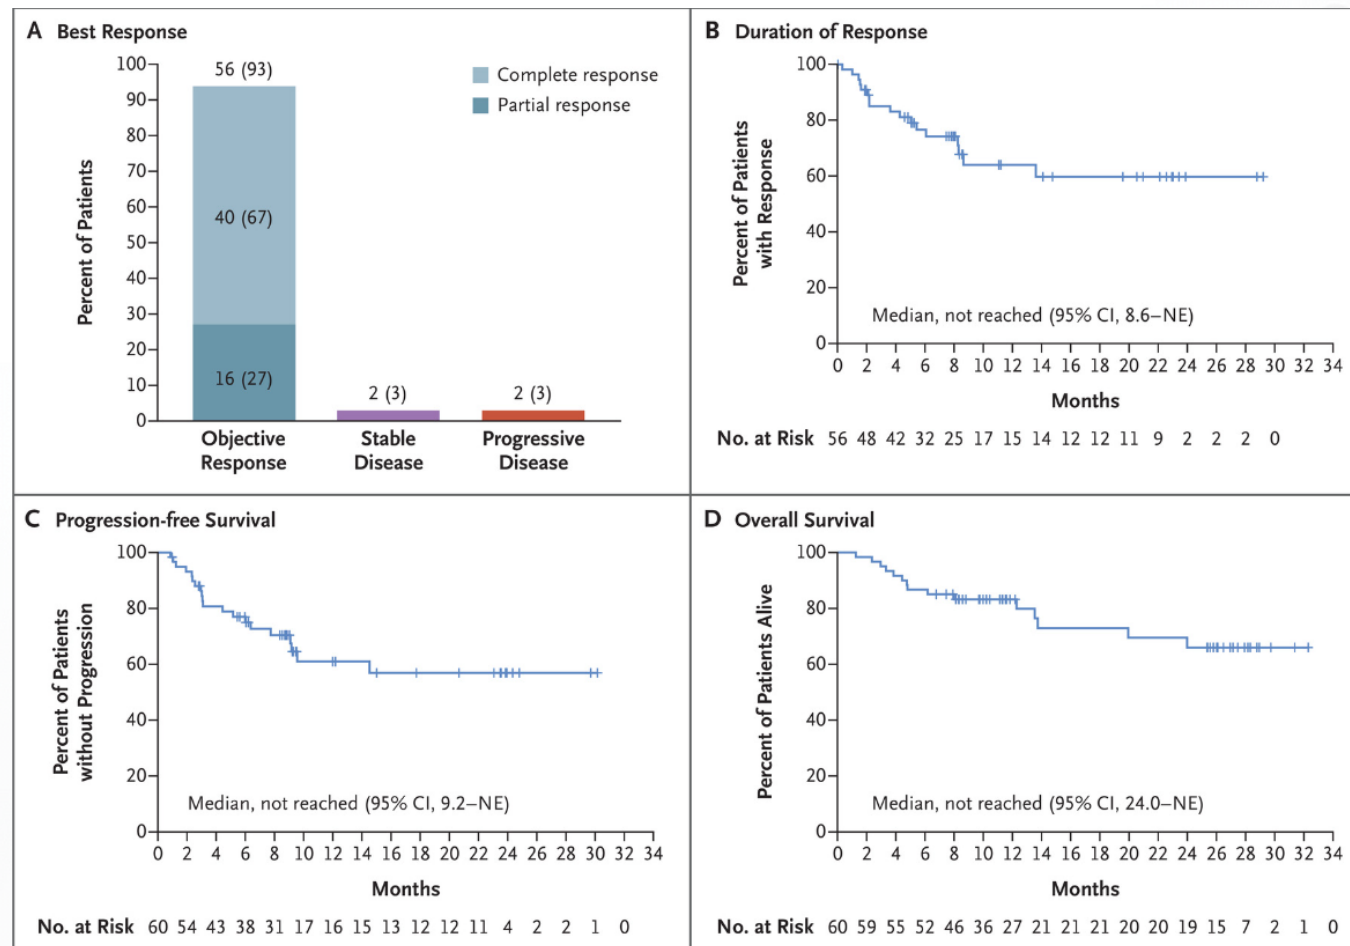 A Best Response
100
90
80
70
60
50
40
30
20
10
0
Percent of Patients
56 (93)
40 (67)
16 (27)
2 (3)
2 (3)
Complete response
Partial response
Objective
Response
Stable
Disease
Progressive
Disease
B Duration of Response
100
80
60
40
20
0
Percent of Patients
with Response
Median, not reached (95% CI, 8.6–NE)
0 2 4 6 8 10 12 14 16 18 20 22 24 26 28 30 32 34
Months
No. at Risk 56 48 42 32 25 17 15 14 12 12 11 9 2 2 2 0
C Progression-free Survival
100
80
60
40
20
0
Percent of Patients
without Progression
Median, not reached (95% CI, 9.2–NE)
0 2 4 6 8 10 12 14 16 18 20 22 24 26 28 30 32 34
Months
No. at Risk 60 54 43 38 31 17 16 15 13 12 12 11 4 2 2 1 0
D Overall Survival
100
80
60
40
20
0
Percent of Patients Alive
Median, not reached (95% CI, 24.0–NE)
0 2 4 6 8 10 12 14 16 18 20 22 24 26 28 30 32 34
Months
No. at Risk 60 59 55 52 46 36 27 21 21 21 20 20 19 15 7 2 1 0